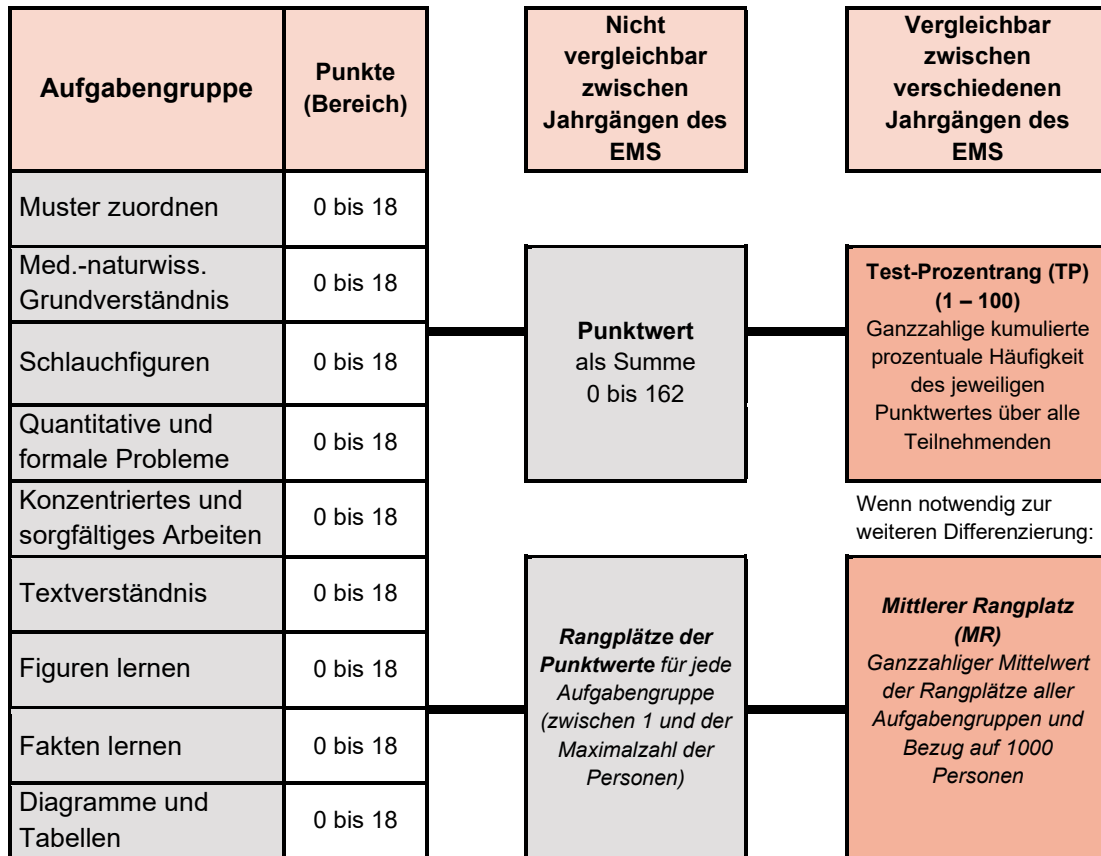 Aufgabengruppe
Punkte
(Bereich)
Nicht
vergleichbar
zwischen
Jahrgängen des
EMS
Vergleichbar
zwischen
verschiedenen
Jahrgängen des
EMS
Muster zuordnen
0 bis 18
Med.-naturwiss.
Grundverständnis
0 bis 18
Schlauchfiguren
0 bis 18
Quantitative und
formale Probleme
0 bis 18
Konzentriertes und
sorgfältiges Arbeiten
0 bis 18
Textverständnis
0 bis 18
Figuren lernen
0 bis 18
Fakten lernen
0 bis 18
Diagramme und
Tabellen
0 bis 18
Punktwert
als Summe
0 bis 162
Test-Prozentrang (TP)
(1 – 100)
Ganzzahlige kumulierte
prozentuale Häufigkeit
des jeweiligen
Punktwertes über alle
Teilnehmenden
Wenn notwendig zur
weiteren Differenzierung:
Rangplätze der
Punktwerte für jede
Aufgabengruppe
(zwischen 1 und der
Maximalzahl der
Personen)
Mittlerer Rangplatz
(MR)
Ganzzahliger Mittelwert
der Rangplätze aller
Aufgabengruppen und
Bezug auf 1000
Personen